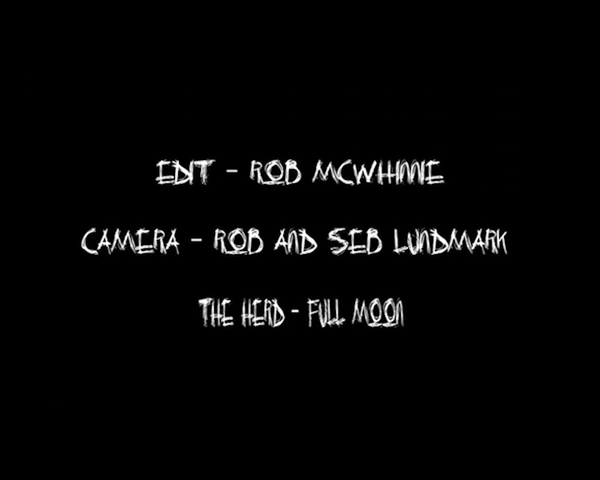 EDIT - ROB MCWHINNIE
CAMERA - ROB AND SEB LUNDMARK
THE HERD - FULL MOON